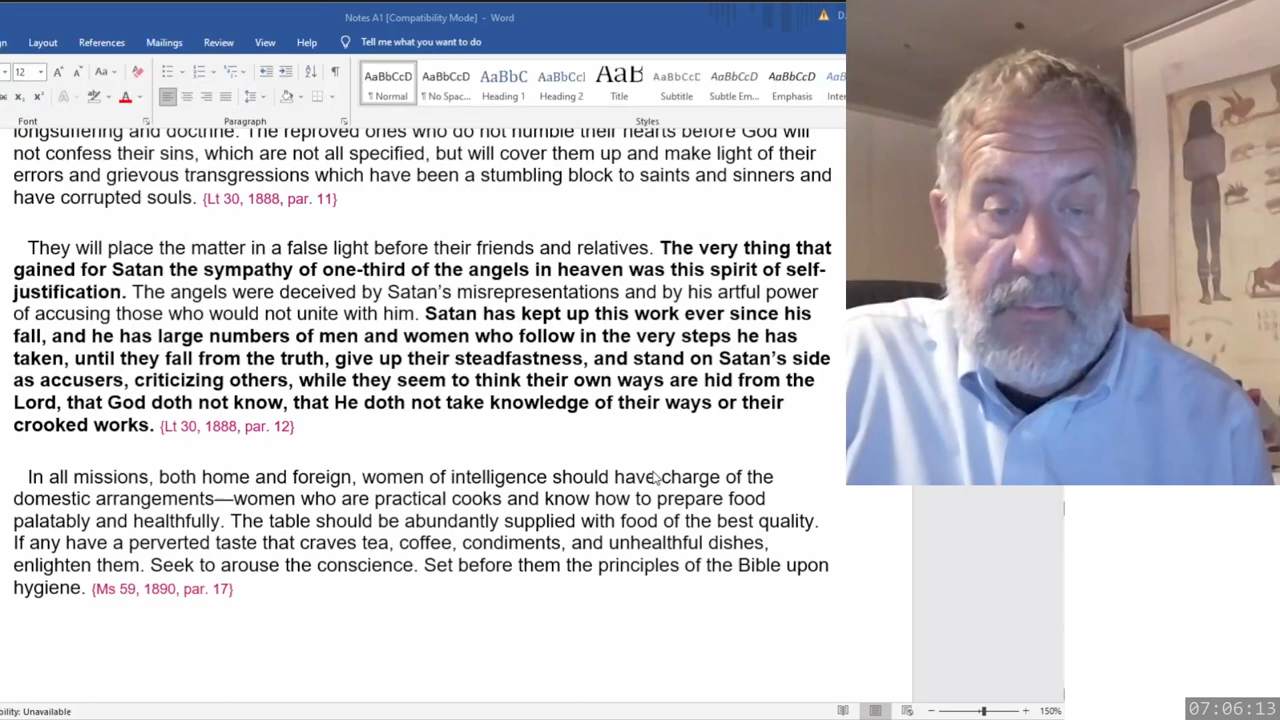 Notes A1 [Compatibility Mode] - Word
Layout References Mailings Review View Help Tell me what you want to do
12 Aa
AaBbCcD AaBbCcD AaBbC AaBbCcI AaB AaBbCcD AaBbCcD AaBbCcD
¶ Normal ¶ No Spac... Heading 1 Heading 2 Title Subtitle Subtle Em... Emphasis
Font Paragraph Styles
longsuffering and doctrine. The reproved ones who do not humble their hearts before God will
not confess their sins, which are not all specified, but will cover them up and make light of their
errors and grievous transgressions which have been a stumbling block to saints and sinners and
have corrupted souls. {Lt 30, 1888, par. 11}
They will place the matter in a false light before their friends and relatives. The very thing that
gained for Satan the sympathy of one-third of the angels in heaven was this spirit of self-
justification. The angels were deceived by Satan’s misrepresentations and by his artful power
of accusing those who would not unite with him. Satan has kept up this work ever since his
fall, and he has large numbers of men and women who follow in the very steps he has
taken, until they fall from the truth, give up their steadfastness, and stand on Satan’s side
as accusers, criticizing others, while they seem to think their own ways are hid from the
Lord, that God doth not know, that He doth not take knowledge of their ways or their
crooked works. {Lt 30, 1888, par. 12}
In all missions, both home and foreign, women of intelligence should have charge of the
domestic arrangements—women who are practical cooks and know how to prepare food
palatably and healthfully. The table should be abundantly supplied with food of the best quality.
If any have a perverted taste that craves tea, coffee, condiments, and unhealthful dishes,
enlighten them. Seek to arouse the conscience. Set before them the principles of the Bible upon
hygiene. {Ms 59, 1890, par. 17}
bility: Unavailable
150%
07:06:13